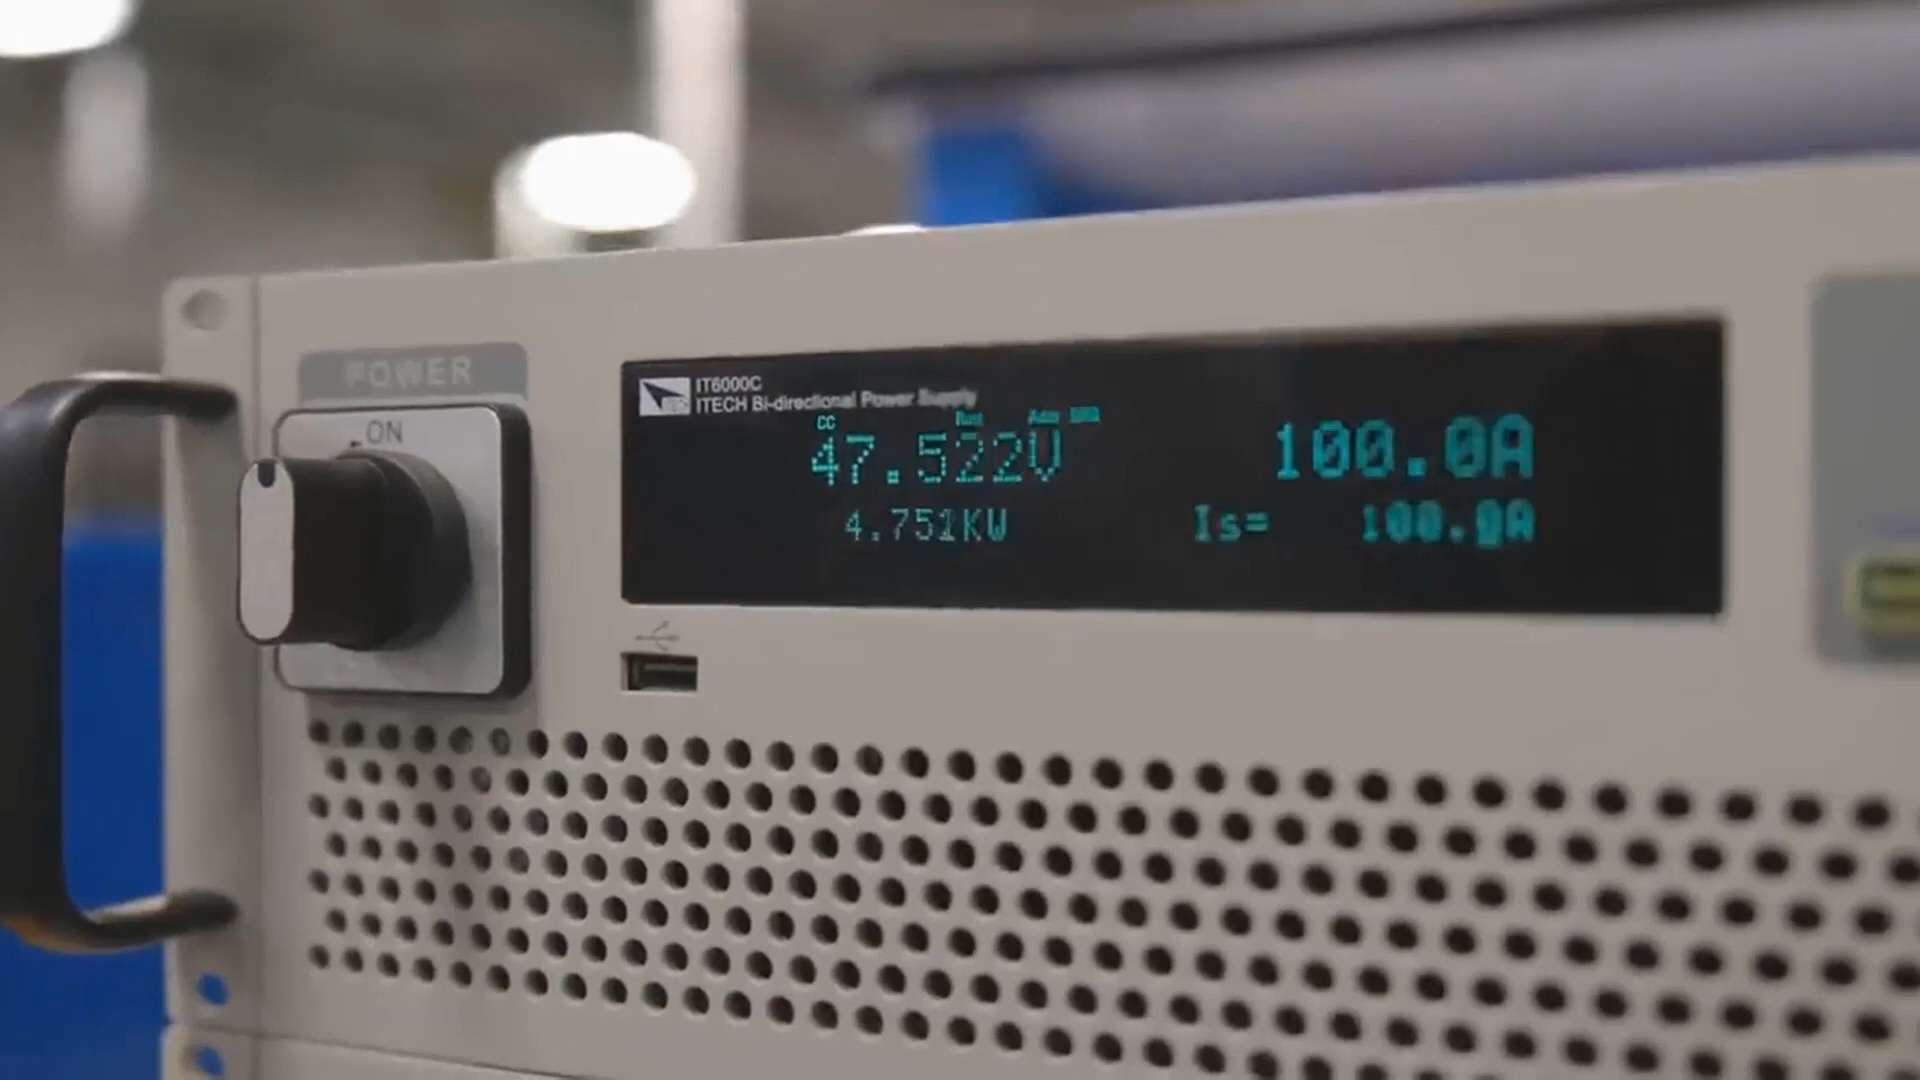 POWER
ON
IT6000C
ITECH Bi-directional Power Supply
CC
47.522V 100.0A
4.751KW Is= 100.0A